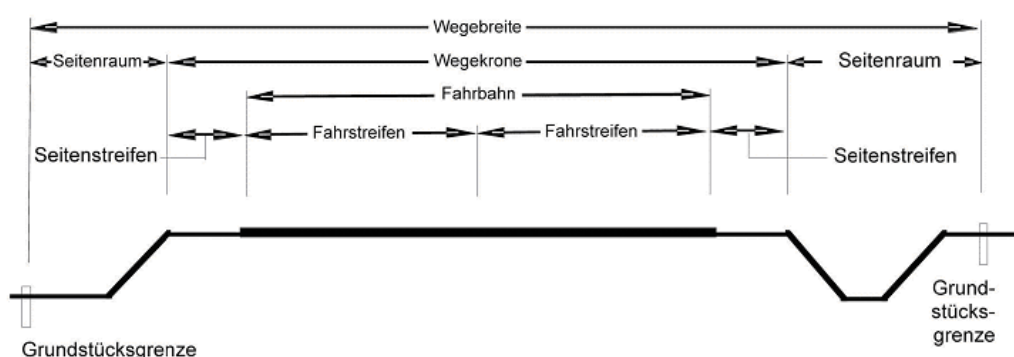 Wegebreite
Seitenraum
Wegekrone
Seitenraum
Fahrbahn
Fahrstreifen
Fahrstreifen
Seitenstreifen
Seitenstreifen
Grundstücksgrenze
Grund-
stücks-
grenze